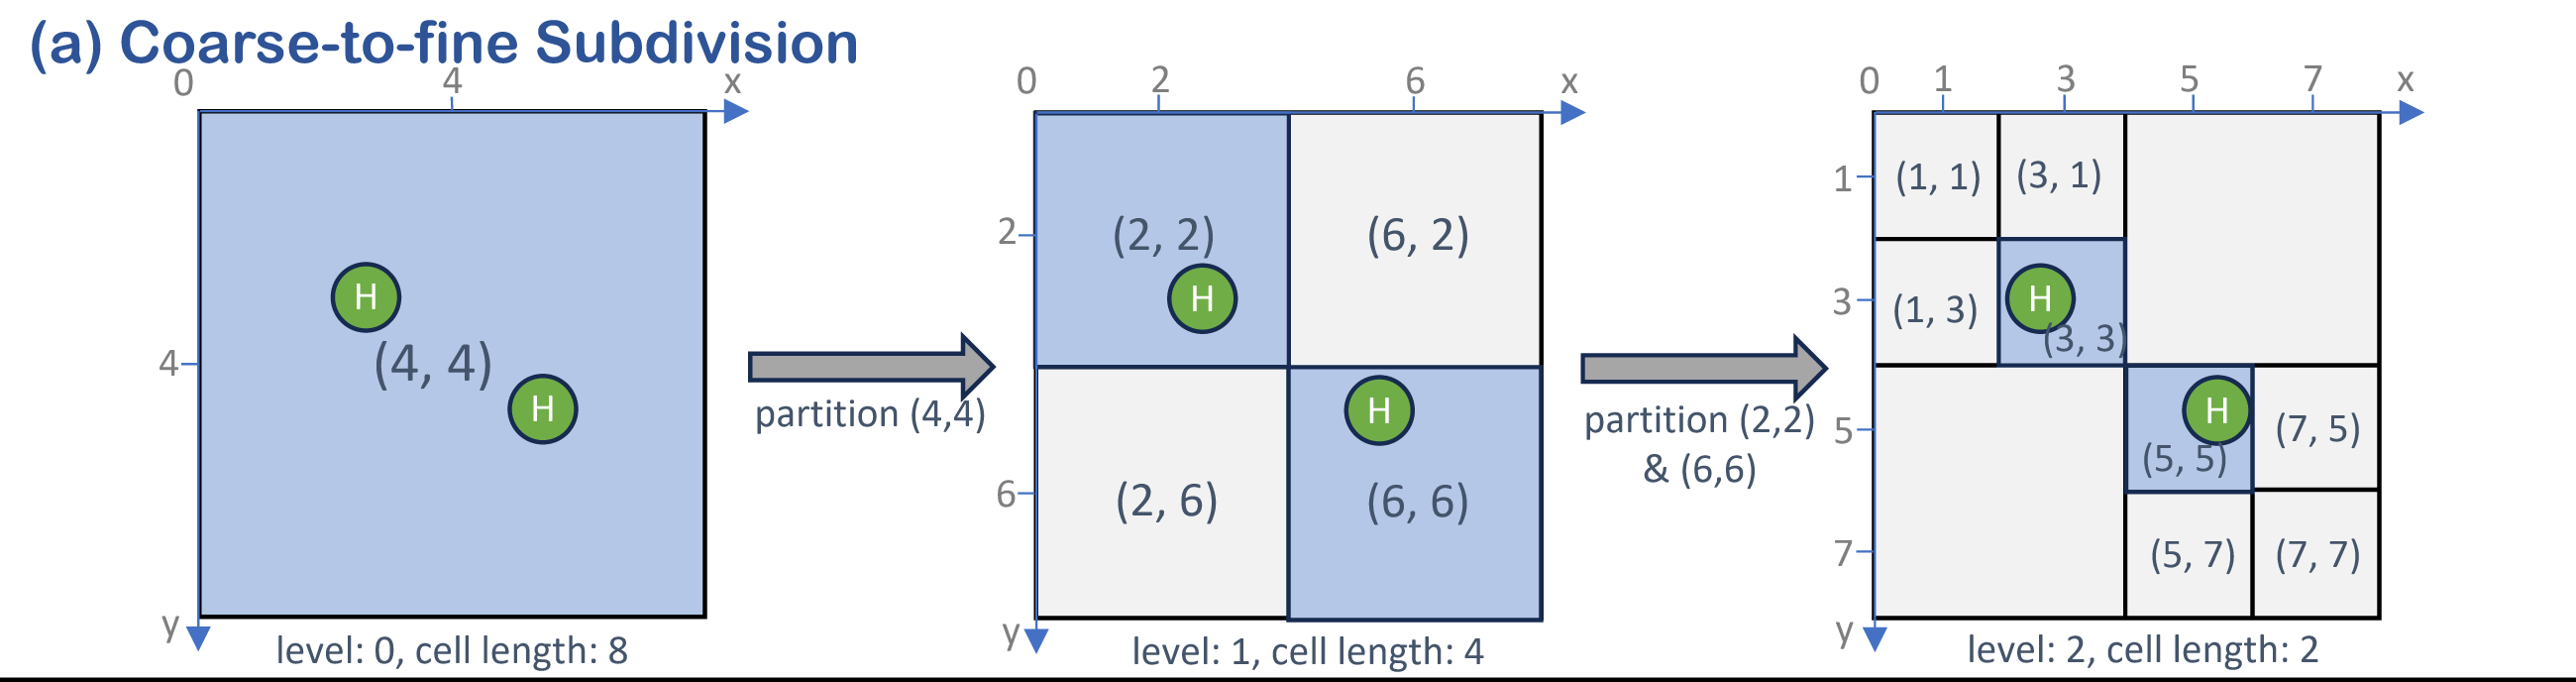 (a) Coarse-to-fine Subdivision
0 4 x
H
4 (4, 4)
H
y
level: 0, cell length: 8
partition (4,4)
0 2 6 x
2 (2, 2) (6, 2)
H
H
6 (2, 6) (6, 6)
y
level: 1, cell length: 4
partition (2,2)
& (6,6)
0 1 3 5 7 x
1 (1, 1) (3, 1)
3 (1, 3) H
(3, 3)
5 H (7, 5)
(5, 5)
7 (5, 7) (7, 7)
y
level: 2, cell length: 2